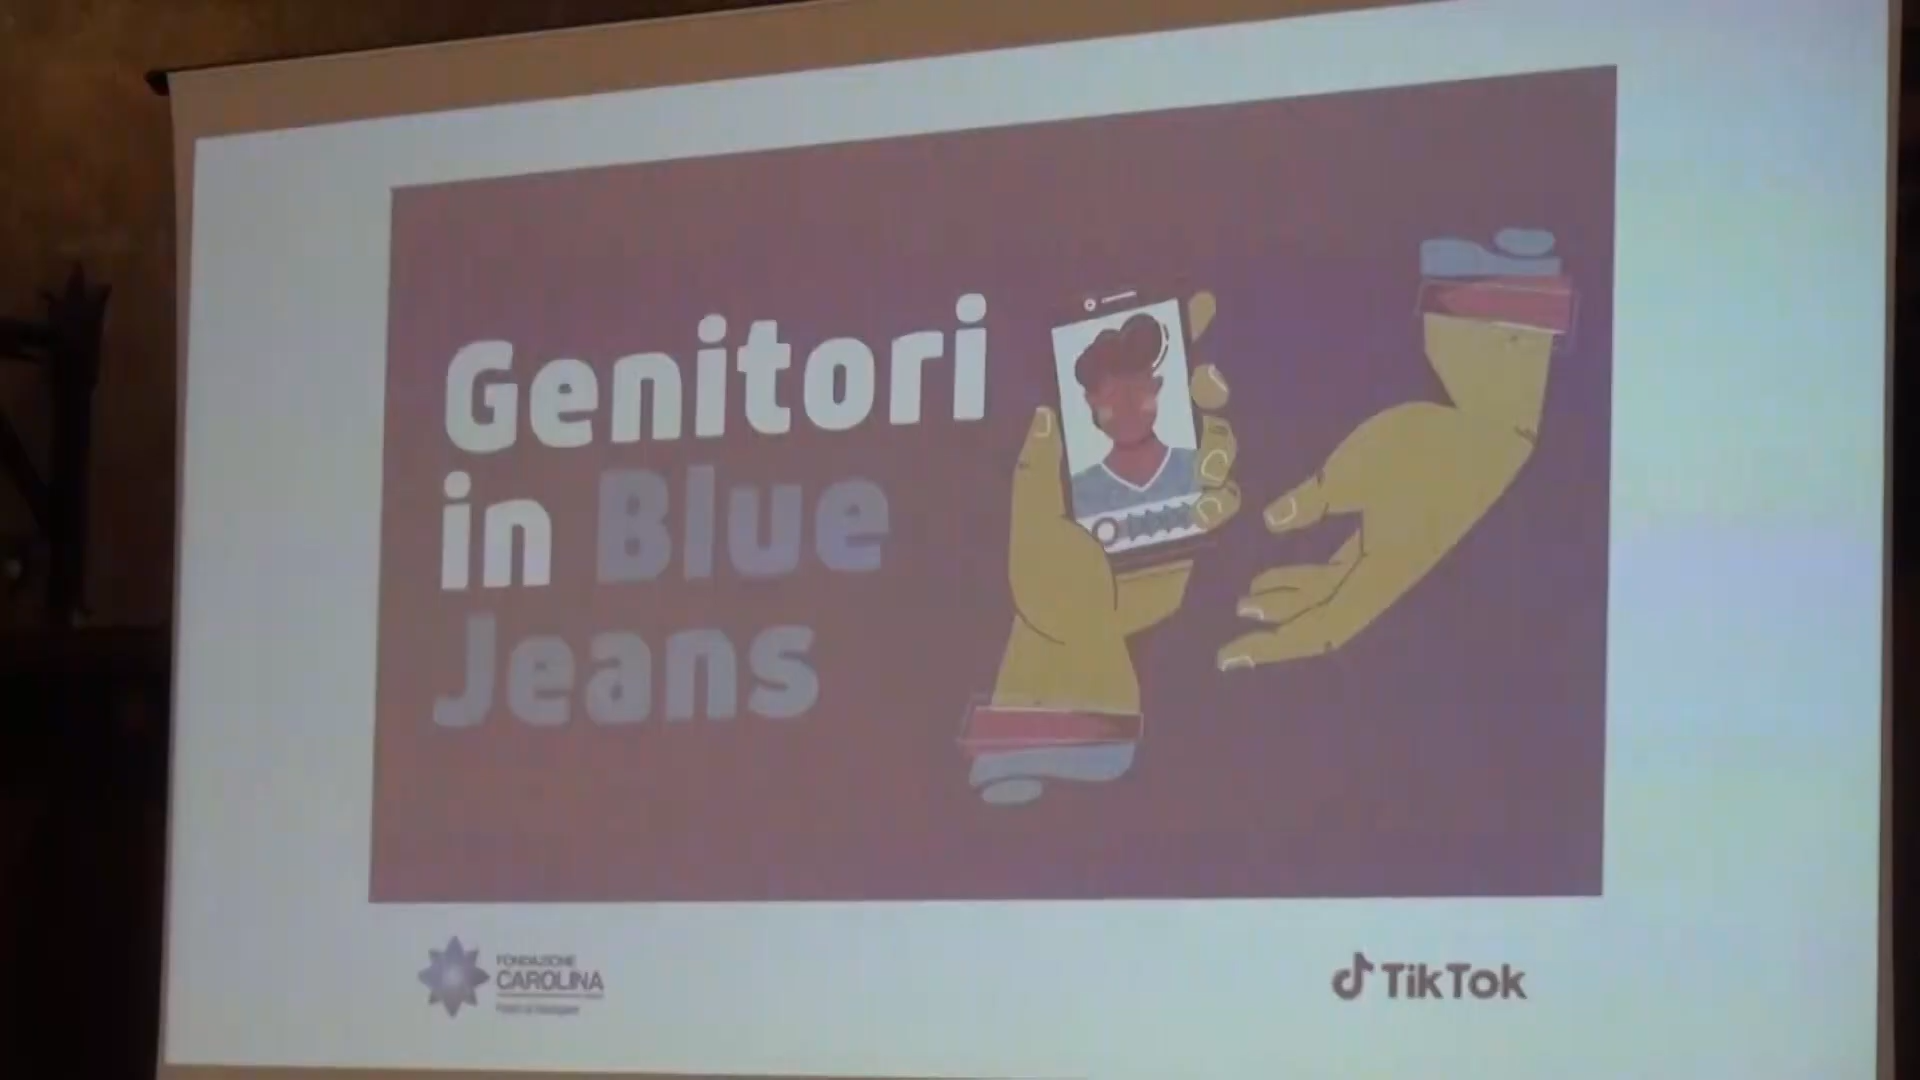 Genitori
in Blue
Jeans
FONDAZIONE
CAROLINA
TikTok